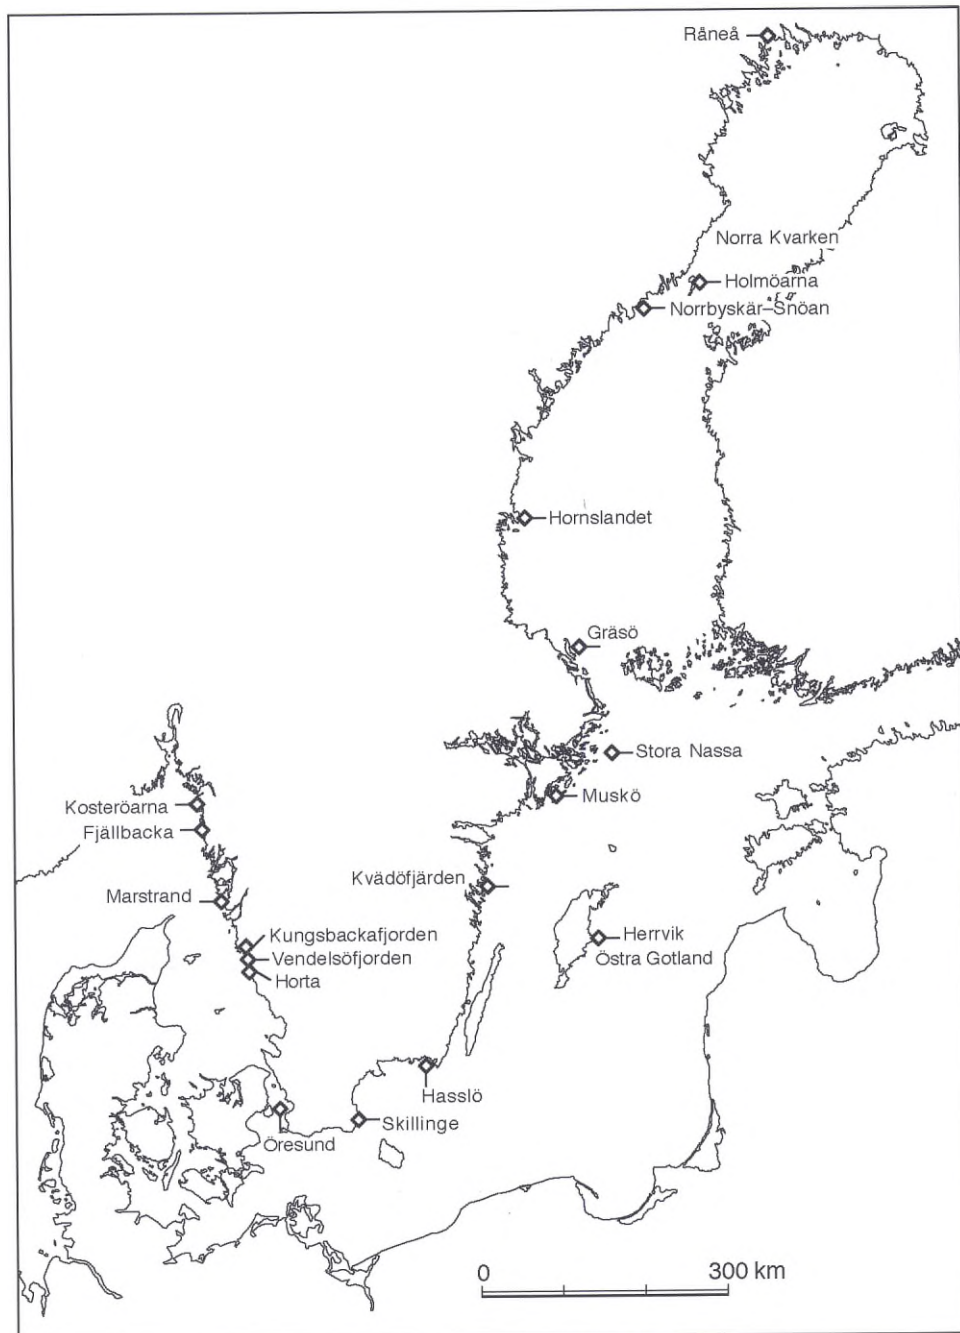 Råneå
Norra Kvarken
Holmöarna
Norrbyskär–Snöan
Hornslandet
Gräsö
Stora Nassa
Muskö
Kosteröarna
Fjällbacka
Kvädöfjärden
Marstrand
Kungsbackafjorden
Vendelsöfjorden
Horta
Herrvik
Östra Gotland
Hasslö
Skillinge
Öresund
0
300 km